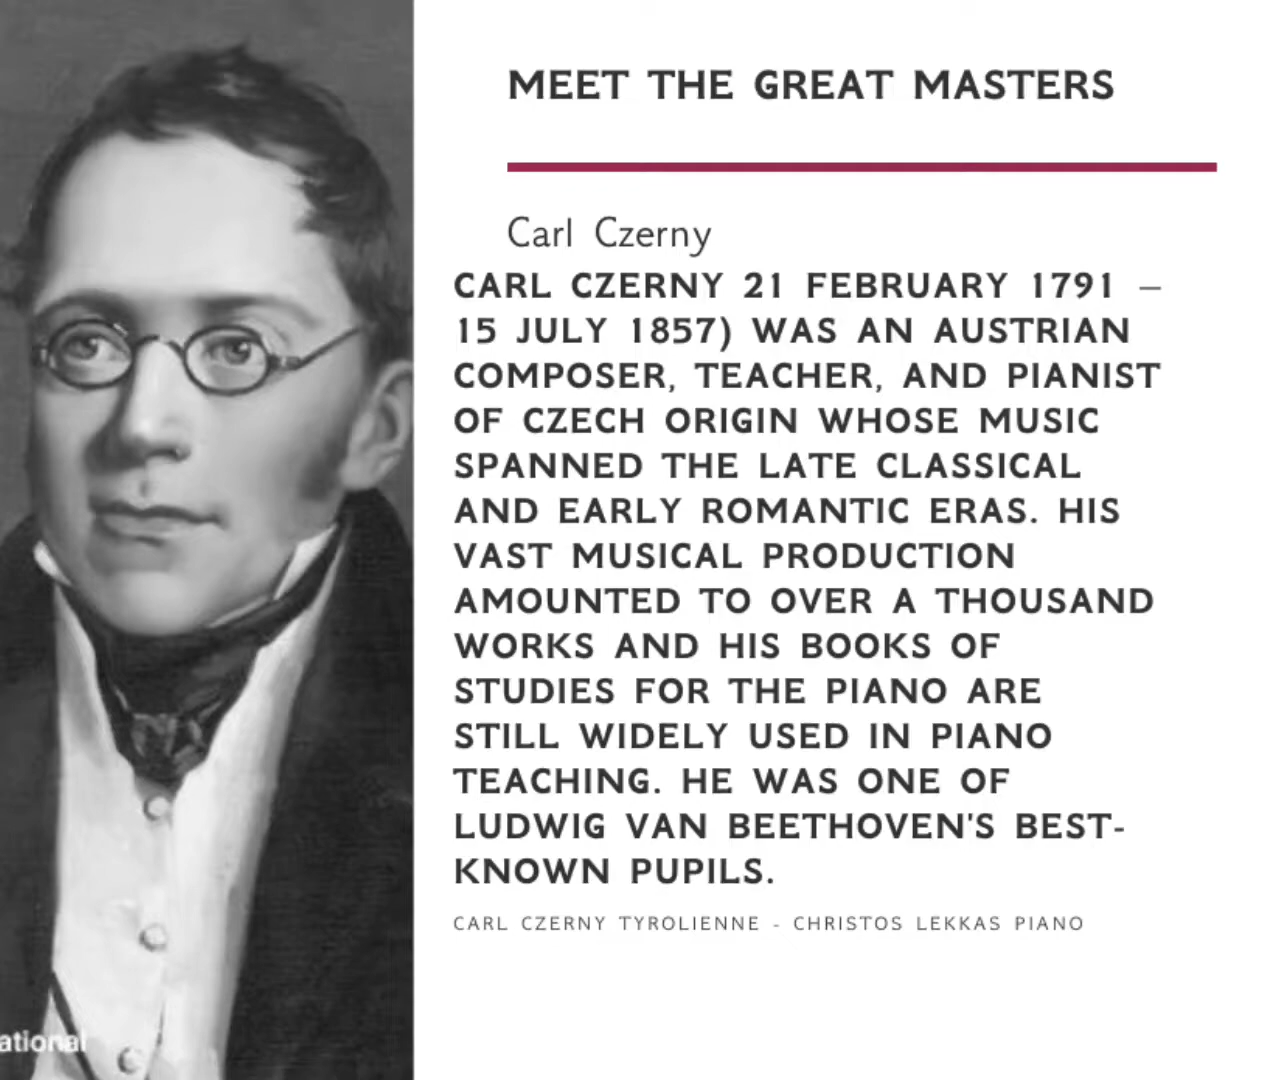 MEET THE GREAT MASTERS
Carl Czerny
CARL CZERNY 21 FEBRUARY 1791 –
15 JULY 1857) WAS AN AUSTRIAN
COMPOSER, TEACHER, AND PIANIST
OF CZECH ORIGIN WHOSE MUSIC
SPANNED THE LATE CLASSICAL
AND EARLY ROMANTIC ERAS. HIS
VAST MUSICAL PRODUCTION
AMOUNTED TO OVER A THOUSAND
WORKS AND HIS BOOKS OF
STUDIES FOR THE PIANO ARE
STILL WIDELY USED IN PIANO
TEACHING. HE WAS ONE OF
LUDWIG VAN BEETHOVEN'S BEST-
KNOWN PUPILS.
CARL CZERNY TYROLIENNE - CHRISTOS LEKKAS PIANO
ational